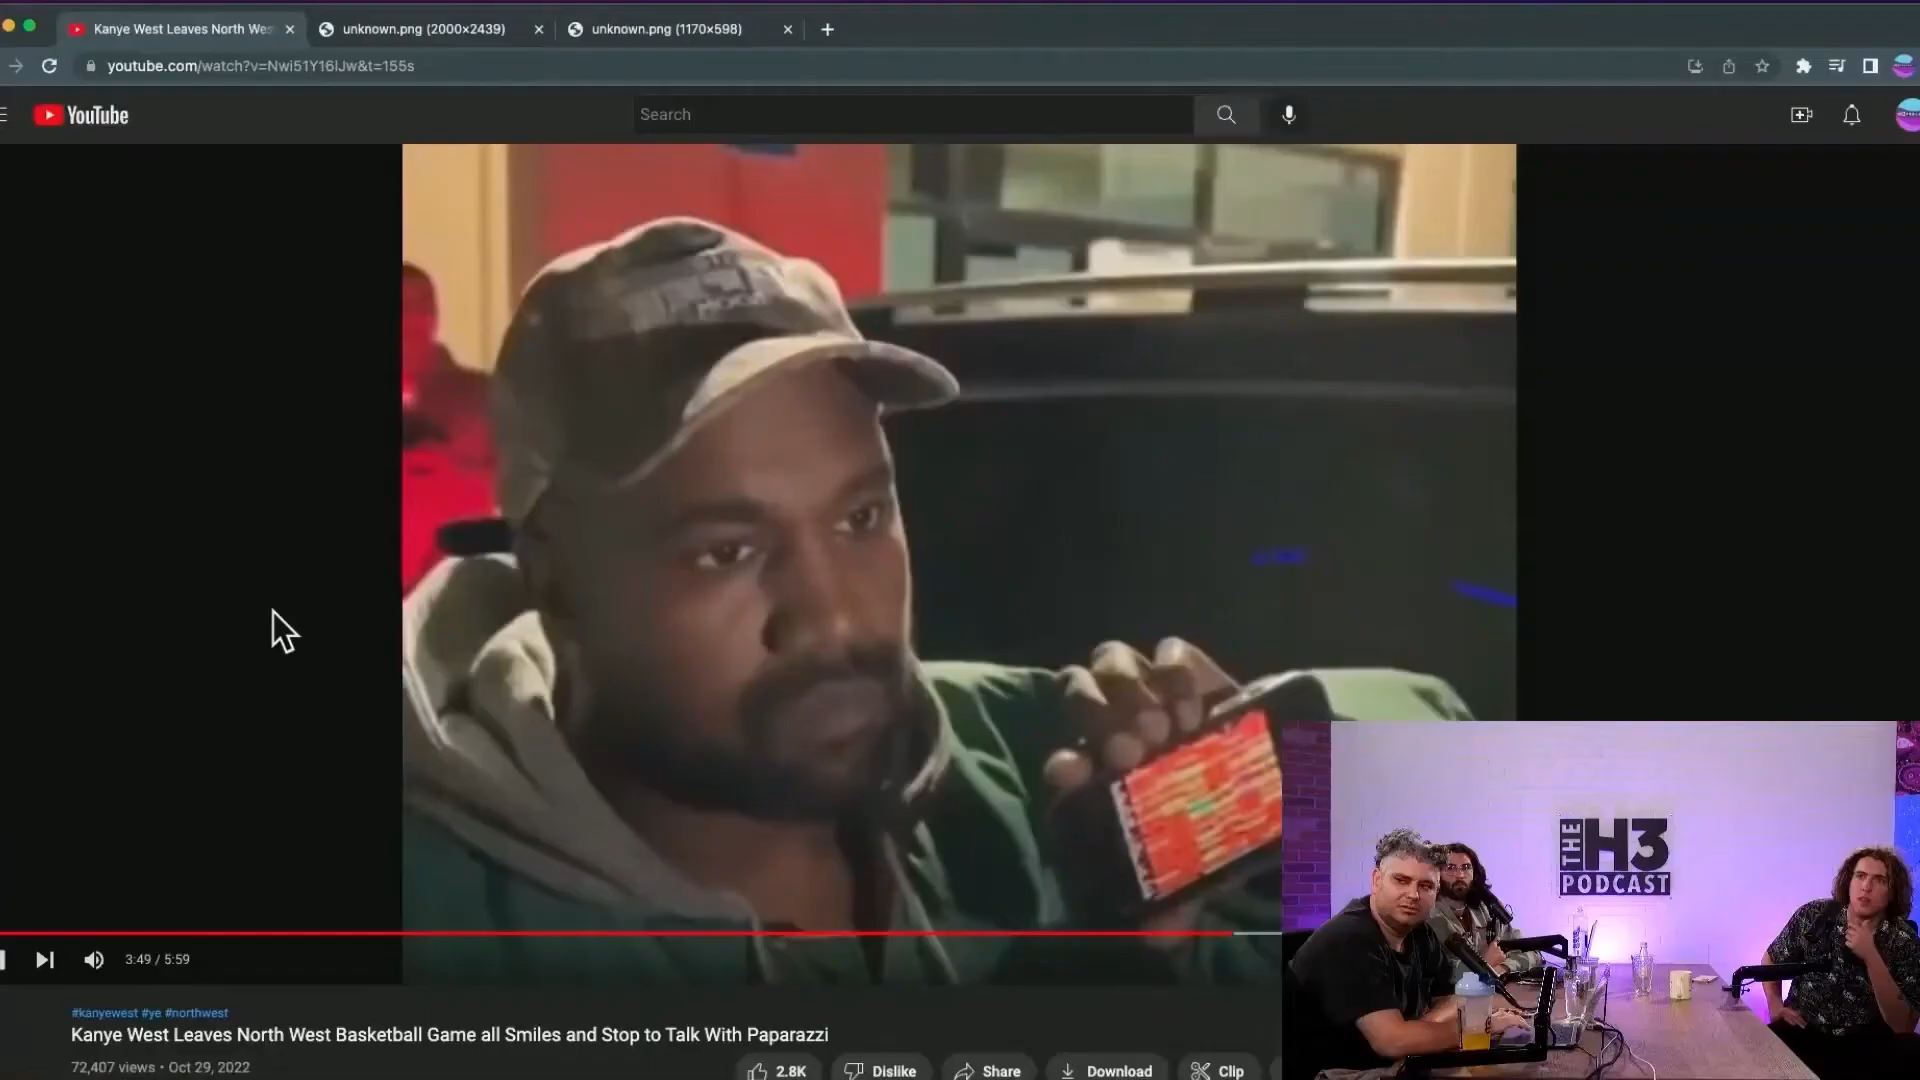 Kanye West Leaves North Wes
unknown.png (2000×2439)
unknown.png (1170×598)
youtube.com/watch?v=Nwi51Y16lJw&t=155s
YouTube
Search
THE H3 PODCAST
3:49 / 5:59
#kanyewest #ye #northwest
Kanye West Leaves North West Basketball Game all Smiles and Stop to Talk With Paparazzi
72,407 views • Oct 29, 2022
2.8K
Dislike
Share
Download
Clip